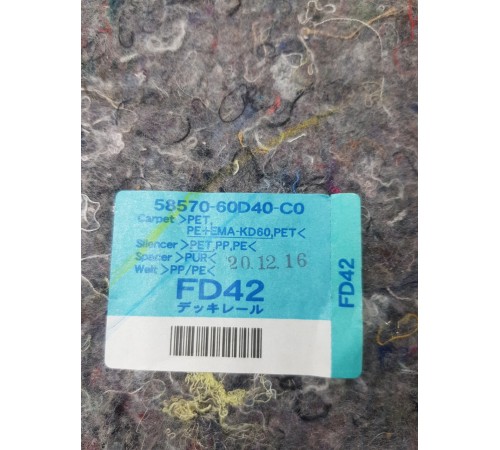 58570-60D40-C0
Carpet >PET,
PE+EMA-KD60,PET<
Silencer >PET,PP,PE<
Spacer >PUR< '20.12.16
Welt >PP/PE<
FD42
デッキレール
FD42